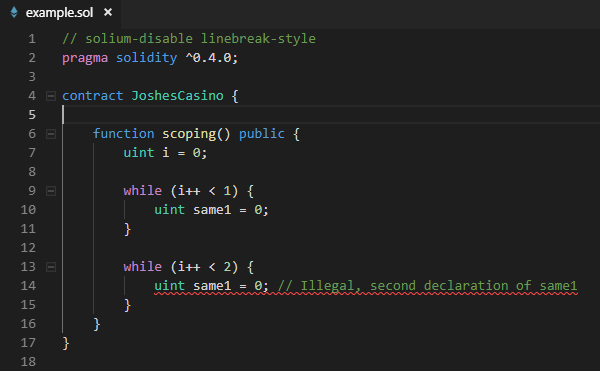 example.sol ×
1 // solium-disable linebreak-style
2 pragma solidity ^0.4.0;
3
4 contract JoshesCasino {
5
6     function scoping() public {
7         uint i = 0;
8
9         while (i++ < 1) {
10             uint same1 = 0;
11         }
12
13         while (i++ < 2) {
14             uint same1 = 0; // Illegal, second declaration of same1
15         }
16     }
17 }
18